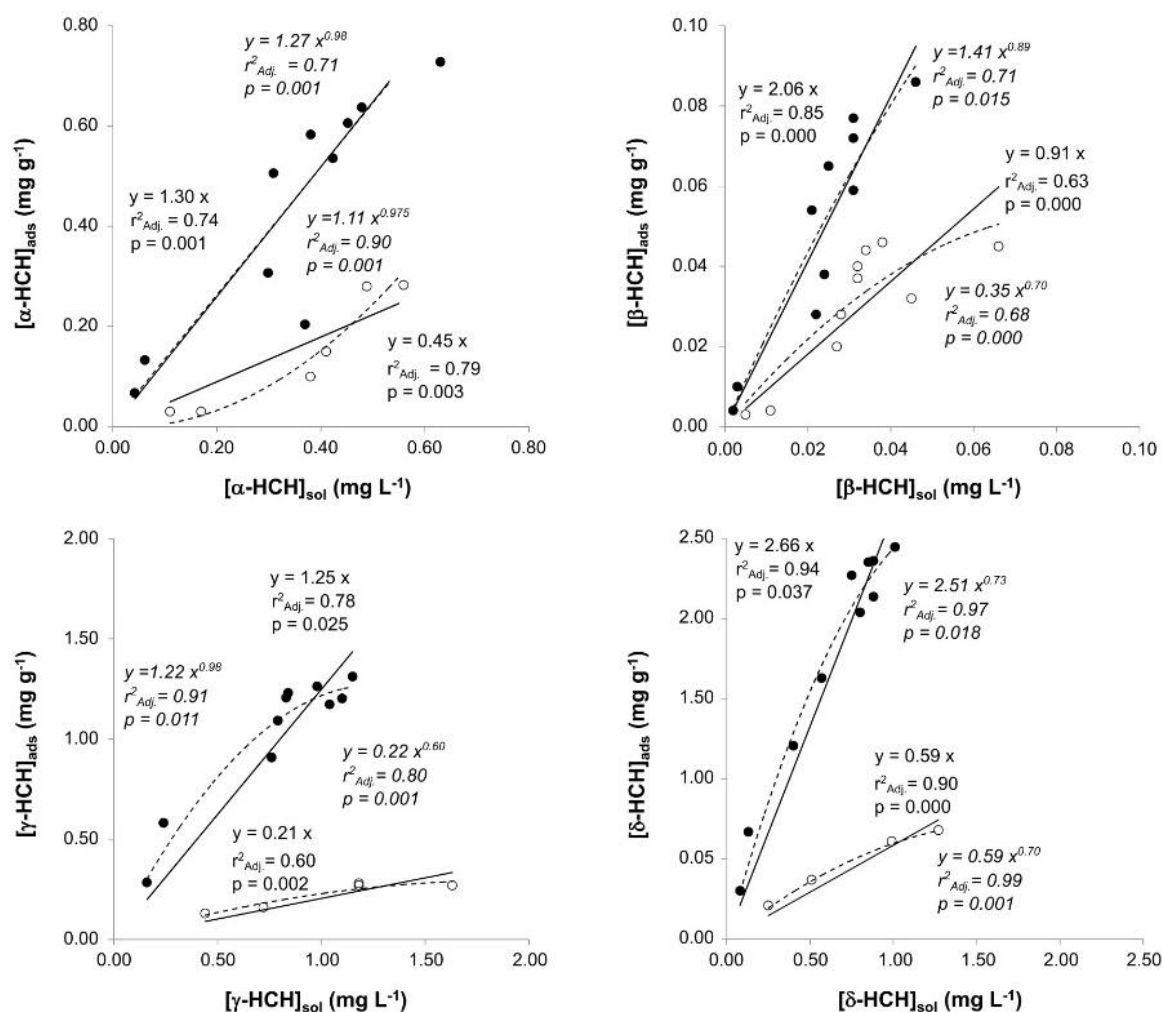 0.80
0.60
0.40
0.20
0.00
0.00
0.20
0.40
0.60
0.80
[α-HCH]ads (mg g-1)
[α-HCH]sol (mg L-1)
y = 1.27 x0.98
r2Adj. = 0.71
p = 0.001
y = 1.30 x
r2Adj. = 0.74
p = 0.001
y=1.11 x0.975
r2Adj. = 0.90
p = 0.001
y = 0.45 x
r2Adj. = 0.79
p = 0.003
0.10
0.08
0.06
0.04
0.02
0.00
0.00
0.02
0.04
0.06
0.08
0.10
[β-HCH]ads (mg g-1)
[β-HCH]sol (mg L-1)
y = 2.06 x
r2Adj. = 0.85
p = 0.000
y =1.41 x0.89
r2Adj. = 0.71
p = 0.015
y = 0.91 x
r2Adj. = 0.63
p = 0.000
y = 0.35 x0.70
r2Adj. = 0.68
p = 0.000
2.00
1.50
1.00
0.50
0.00
0.00
0.50
1.00
1.50
2.00
[γ-HCH]ads (mg g-1)
[γ-HCH]sol (mg L-1)
y = 1.25 x
r2Adj. = 0.78
p = 0.025
y=1.22 x0.98
r2Adj. = 0.91
p = 0.011
y = 0.22 x0.60
r2Adj. = 0.80
p = 0.001
y = 0.21 x
r2Adj. = 0.60
p = 0.002
2.50
2.00
1.50
1.00
0.05
0.00
0.00
0.50
1.00
1.50
2.00
2.50
[δ-HCH]ads (mg g-1)
[δ-HCH]sol (mg L-1)
y = 2.66 x
r2Adj. = 0.94
p = 0.037
y = 2.51 x0.73
r2Adj. = 0.97
p = 0.018
y = 0.59 x
r2Adj. = 0.90
p = 0.000
y = 0.59 x0.70
r2Adj. = 0.99
p = 0.001